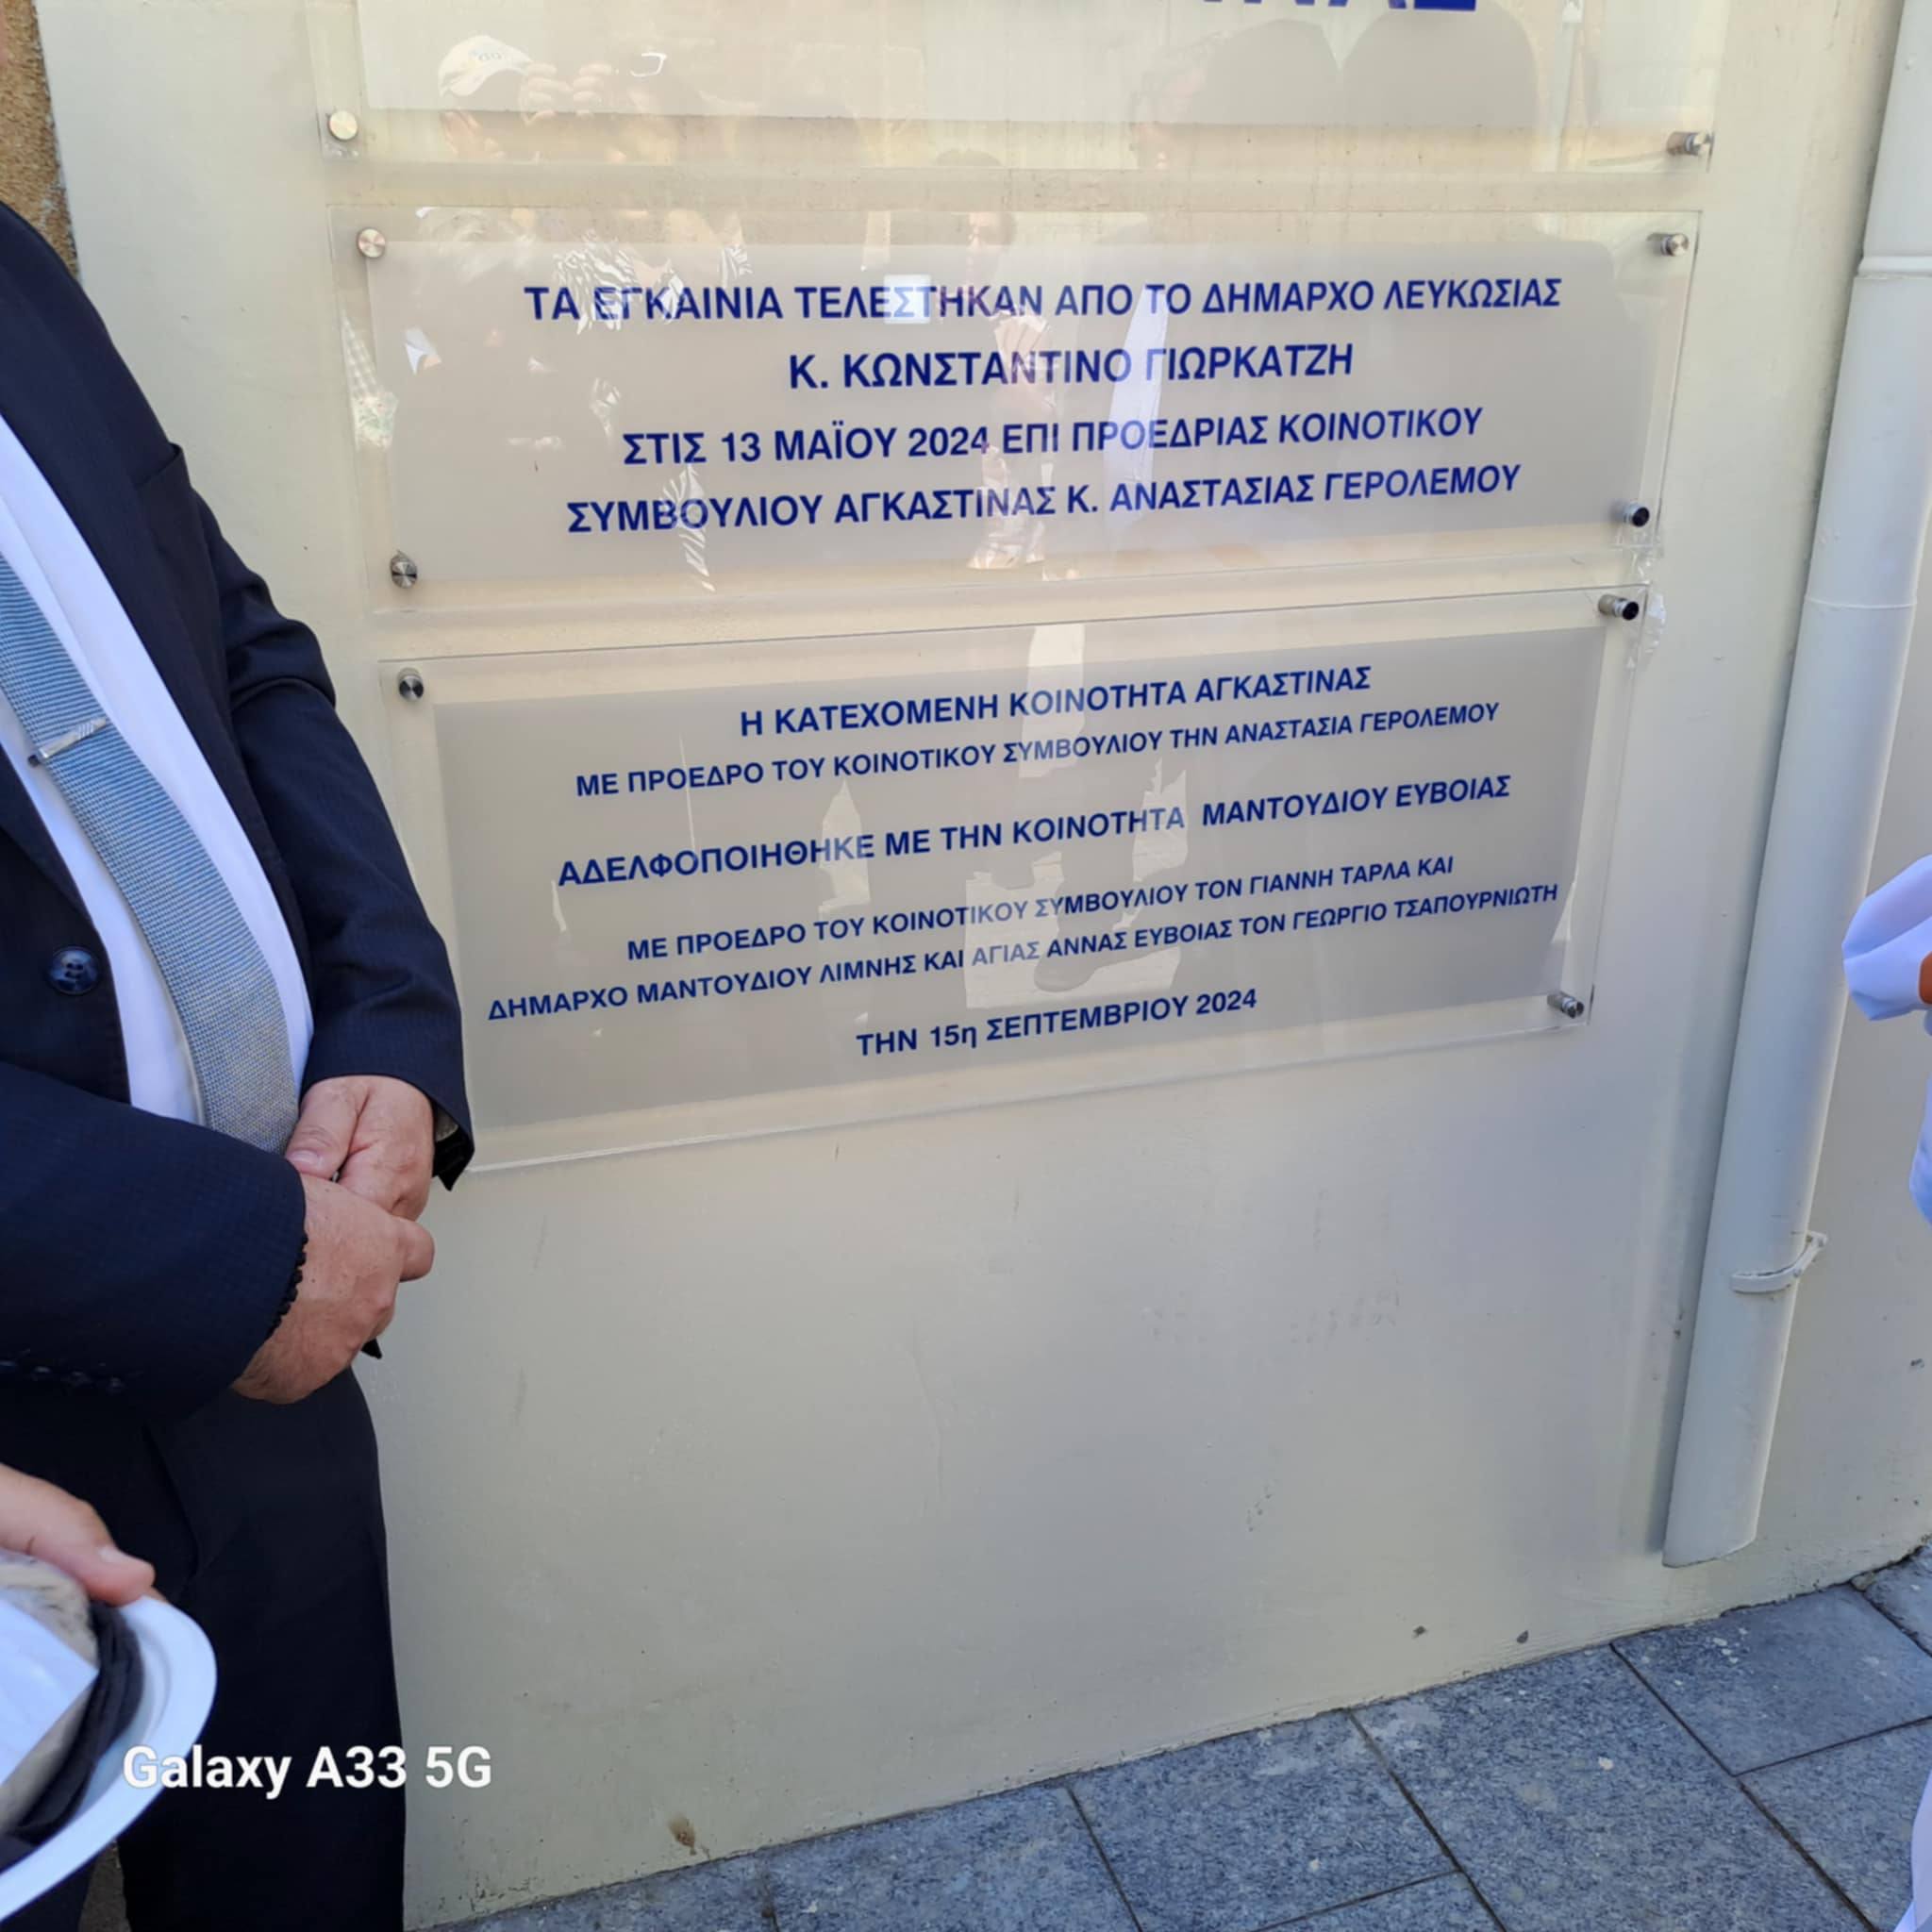 ΤΑ ΕΓΚΑΙΝΙΑ ΤΕΛΕΣΤΗΚΑΝ ΑΠΟ ΤΟ ΔΗΜΑΡΧΟ ΛΕΥΚΩΣΙΑΣ
Κ. ΚΩΝΣΤΑΝΤΙΝΟ ΓΙΩΡΚΑΤΖΗ
ΣΤΙΣ 13 ΜΑΪΟΥ 2024 ΕΠΙ ΠΡΟΕΔΡΙΑΣ ΚΟΙΝΟΤΙΚΟΥ
ΣΥΜΒΟΥΛΙΟΥ ΑΓΚΑΣΤΙΝΑΣ Κ. ΑΝΑΣΤΑΣΙΑΣ ΓΕΡΟΛΕΜΟΥ
Η ΚΑΤΕΧΟΜΕΝΗ ΚΟΙΝΟΤΗΤΑ ΑΓΚΑΣΤΙΝΑΣ
ΜΕ ΠΡΟΕΔΡΟ ΤΟΥ ΚΟΙΝΟΤΙΚΟΥ ΣΥΜΒΟΥΛΙΟΥ ΤΗΝ ΑΝΑΣΤΑΣΙΑ ΓΕΡΟΛΕΜΟΥ
ΑΔΕΛΦΟΠΟΙΗΘΗΚΕ ΜΕ ΤΗΝ ΚΟΙΝΟΤΗΤΑ ΜΑΝΤΟΥΔΙΟΥ ΕΥΒΟΙΑΣ
ΜΕ ΠΡΟΕΔΡΟ ΤΟΥ ΚΟΙΝΟΤΙΚΟΥ ΣΥΜΒΟΥΛΙΟΥ ΤΟΝ ΓΙΑΝΝΗ ΤΑΡΛΑ ΚΑΙ
ΔΗΜΑΡΧΟ ΜΑΝΤΟΥΔΙΟΥ ΛΙΜΝΗΣ ΚΑΙ ΑΓΙΑΣ ΑΝΝΑΣ ΕΥΒΟΙΑΣ ΤΟΝ ΓΕΩΡΓΙΟ ΤΣΑΠΟΥΡΝΙΩΤΗ
ΤΗΝ 15η ΣΕΠΤΕΜΒΡΙΟΥ 2024
Galaxy A33 5G